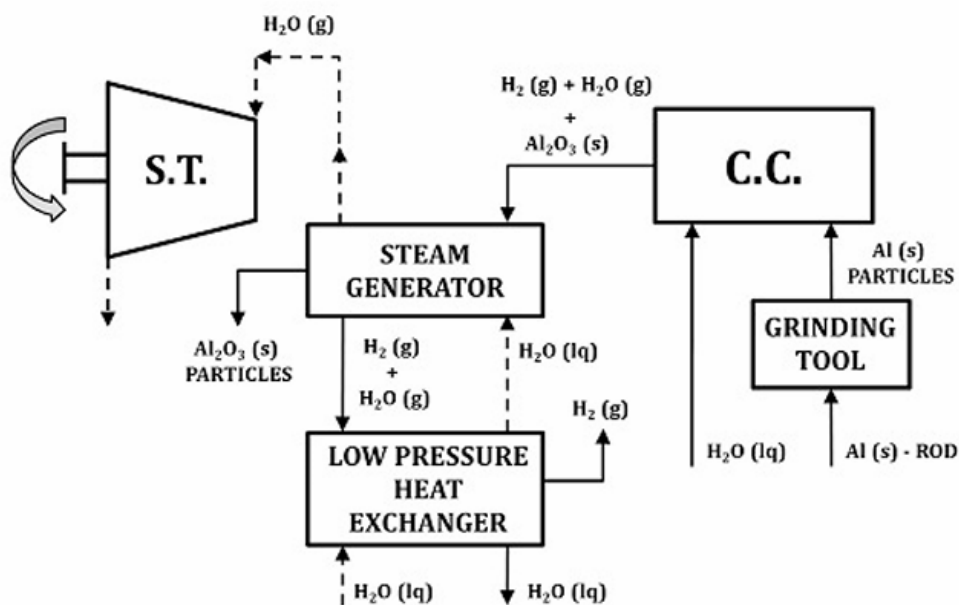 H₂O (g)
S.T.
H₂ (g) + H₂O (g)
+
Al₂O₃ (s)
C.C.
STEAM
GENERATOR
Al (s)
PARTICLES
GRINDING
TOOL
Al₂O₃ (s)
PARTICLES
H₂ (g)
+
H₂O (g)
H₂O (lq)
H₂ (g)
LOW PRESSURE
HEAT
EXCHANGER
H₂O (lq)
Al (s) - ROD
H₂O (lq)
H₂O (lq)